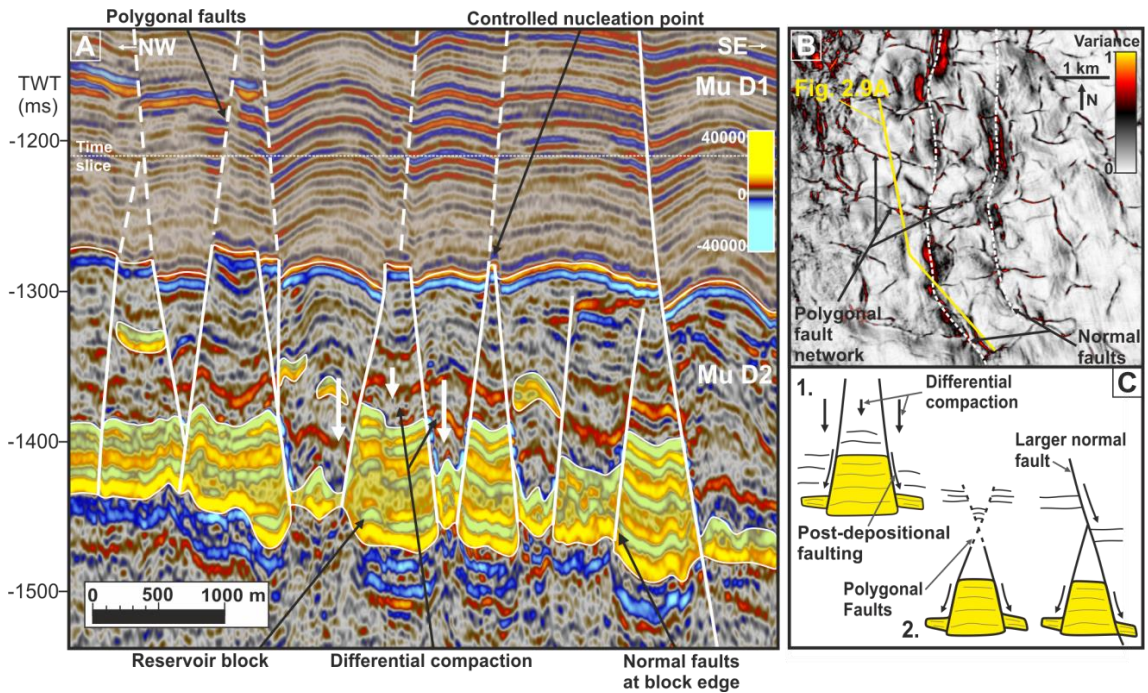 Polygonal faults
Controlled nucleation point
A
←NW
SE→
TWT
(ms)
Mu D1
-1200
Time
slice
40000
0
-40000
-1300
Mu D2
-1400
-1500
0 500 1000 m
Reservoir block
Differential compaction
Normal faults
at block edge
B
Variance
1
0
1 km
N
Fig. 2.9A
Polygonal
fault
network
Normal
faults
C
1.
Differential
compaction
Larger normal
fault
Post-depositional
faulting
Polygonal
Faults
2.